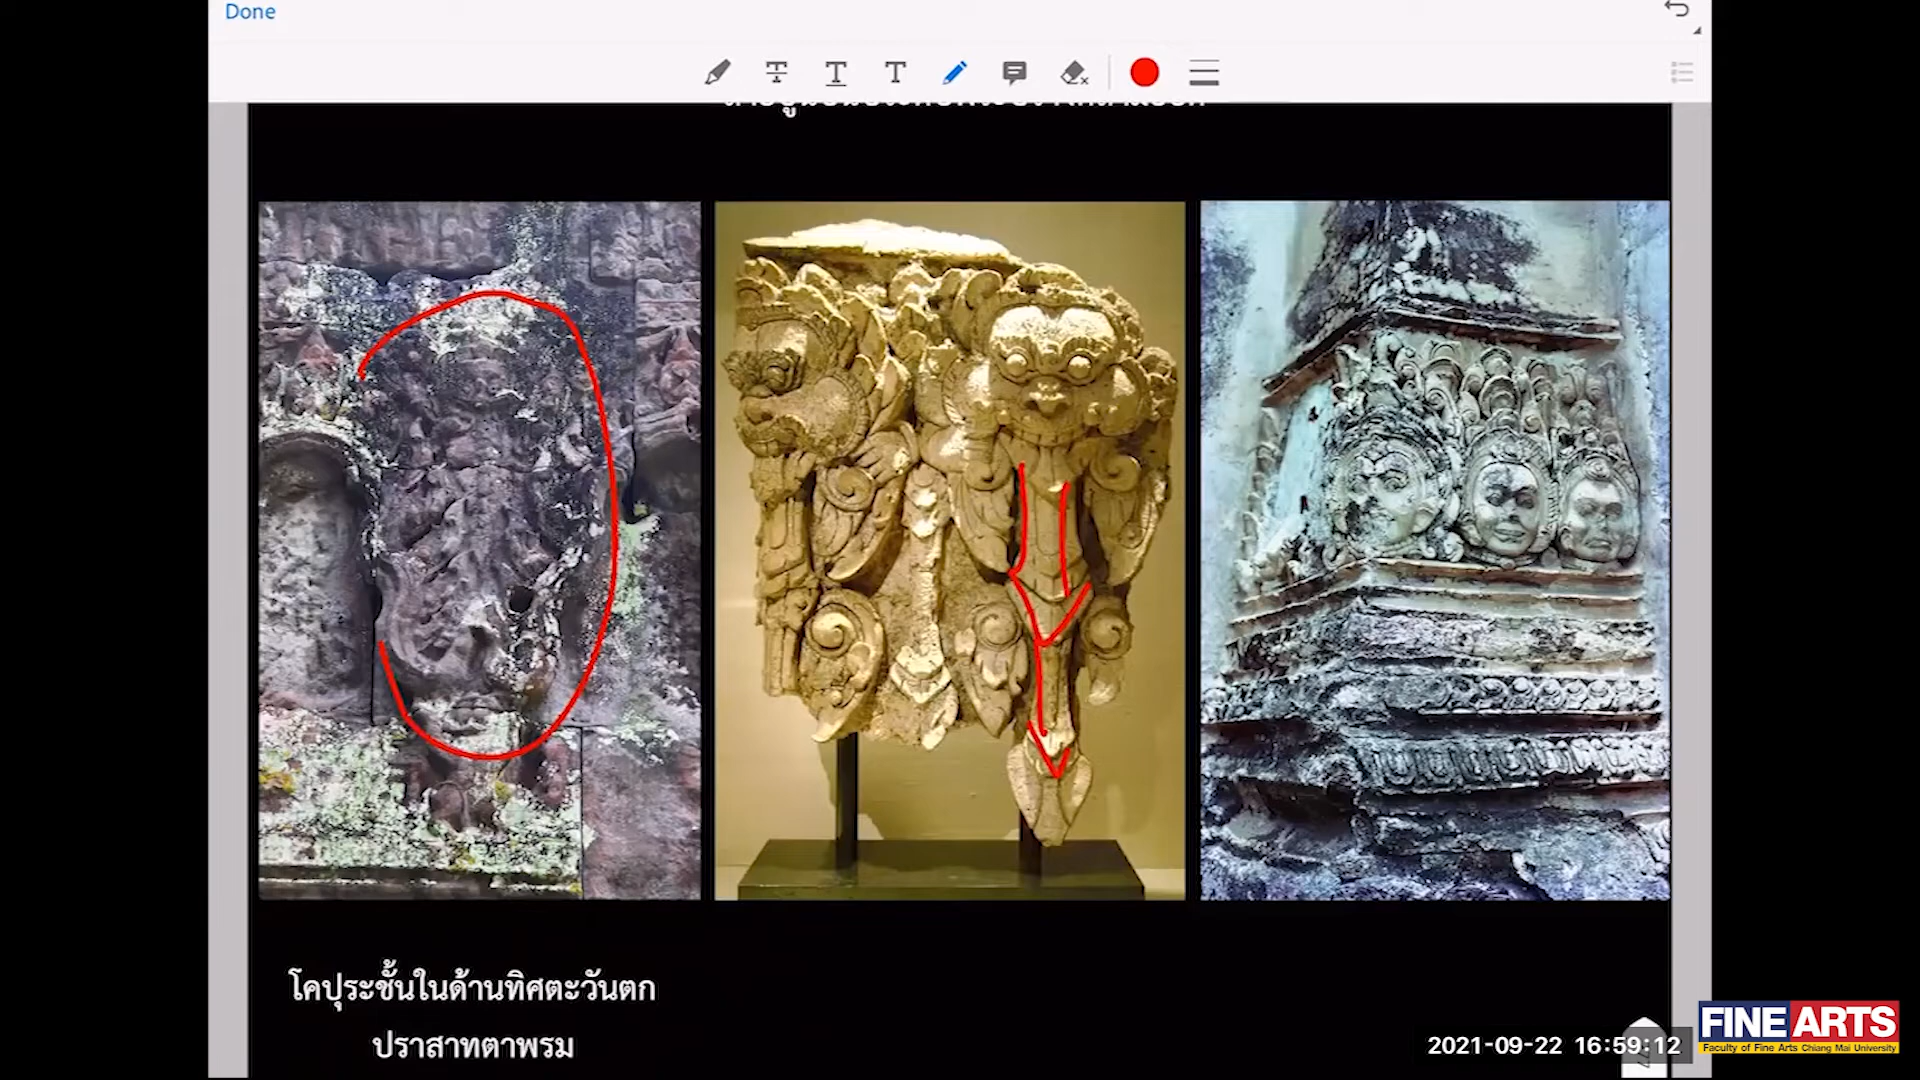 Done
T T T
โคปุระชั้นในด้านทิศตะวันตก
ปราสาทตาพรม
2021-09-22 16:59:12
FINE ARTS
Faculty of Fine Arts Chiang Mai University